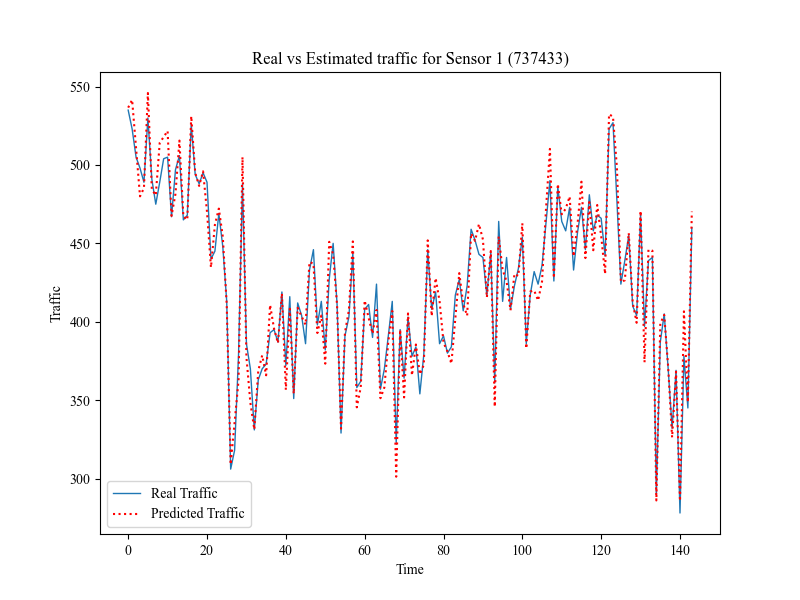 Real vs Estimated traffic for Sensor 1 (737433)
550
500
450
400
350
300
Traffic
Real Traffic
Predicted Traffic
0 20 40 60 80 100 120 140
Time